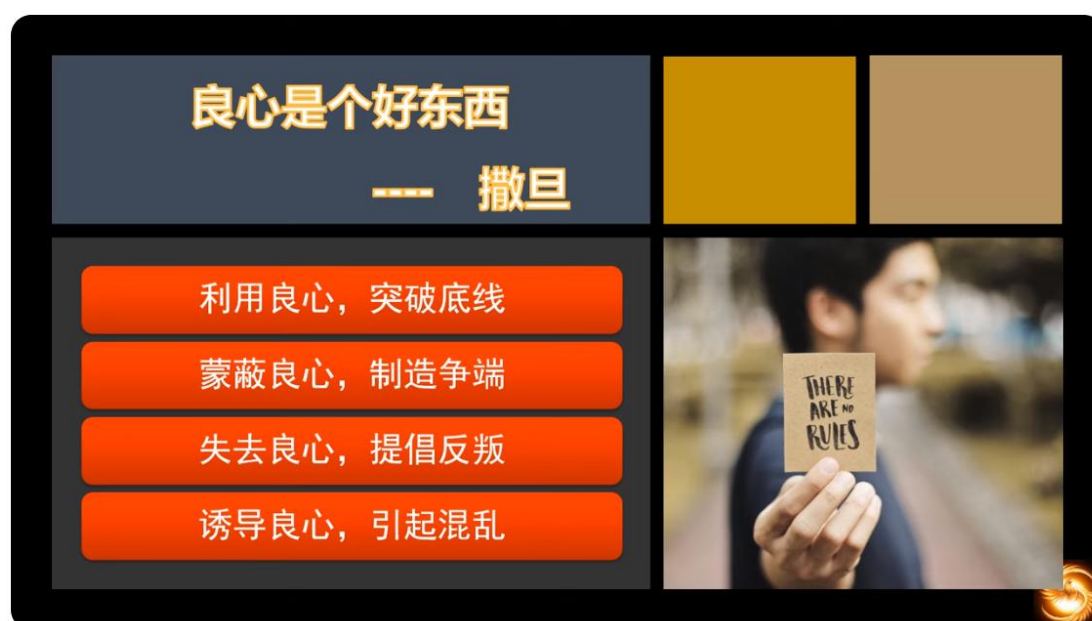 良心是个好东西
---- 撒旦
利用良心，突破底线
蒙蔽良心，制造争端
失去良心，提倡反叛
诱导良心，引起混乱
THERE
ARE NO
RULES